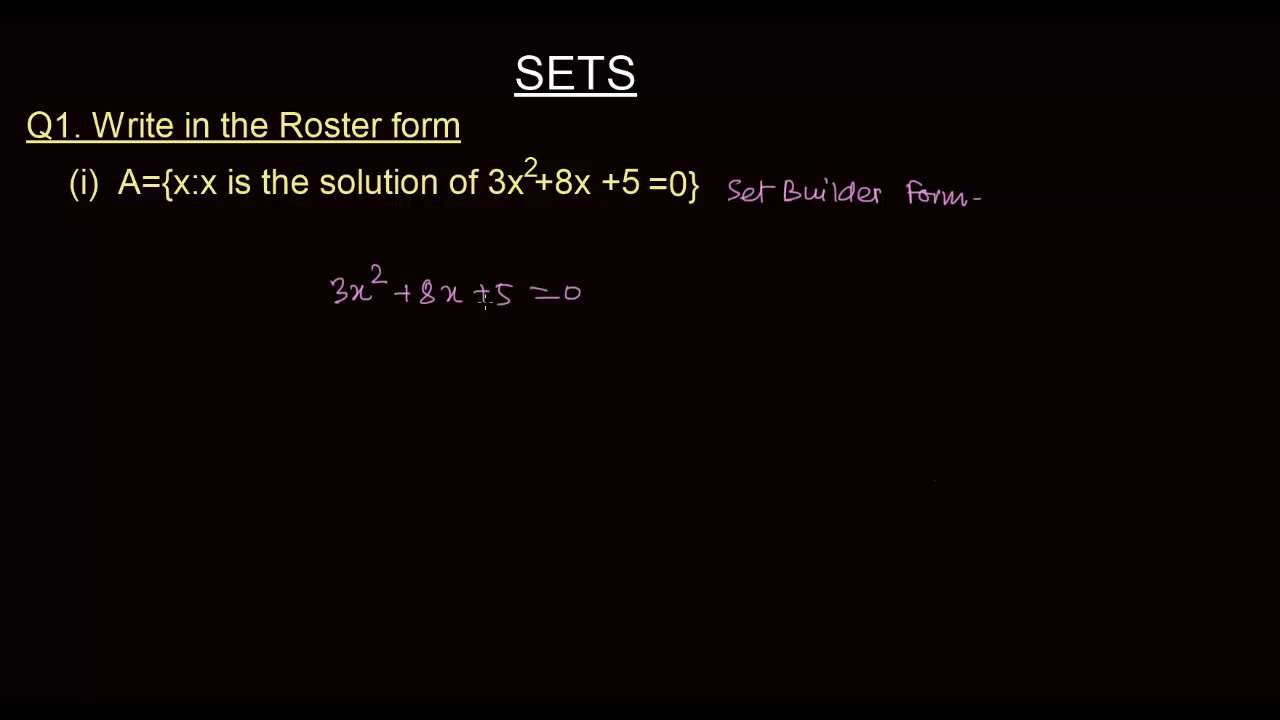 SETS
Q1. Write in the Roster form
(i) A={x:x is the solution of 3x²+8x +5 =0} Set Builder Form-
3x² +8x +5 =0